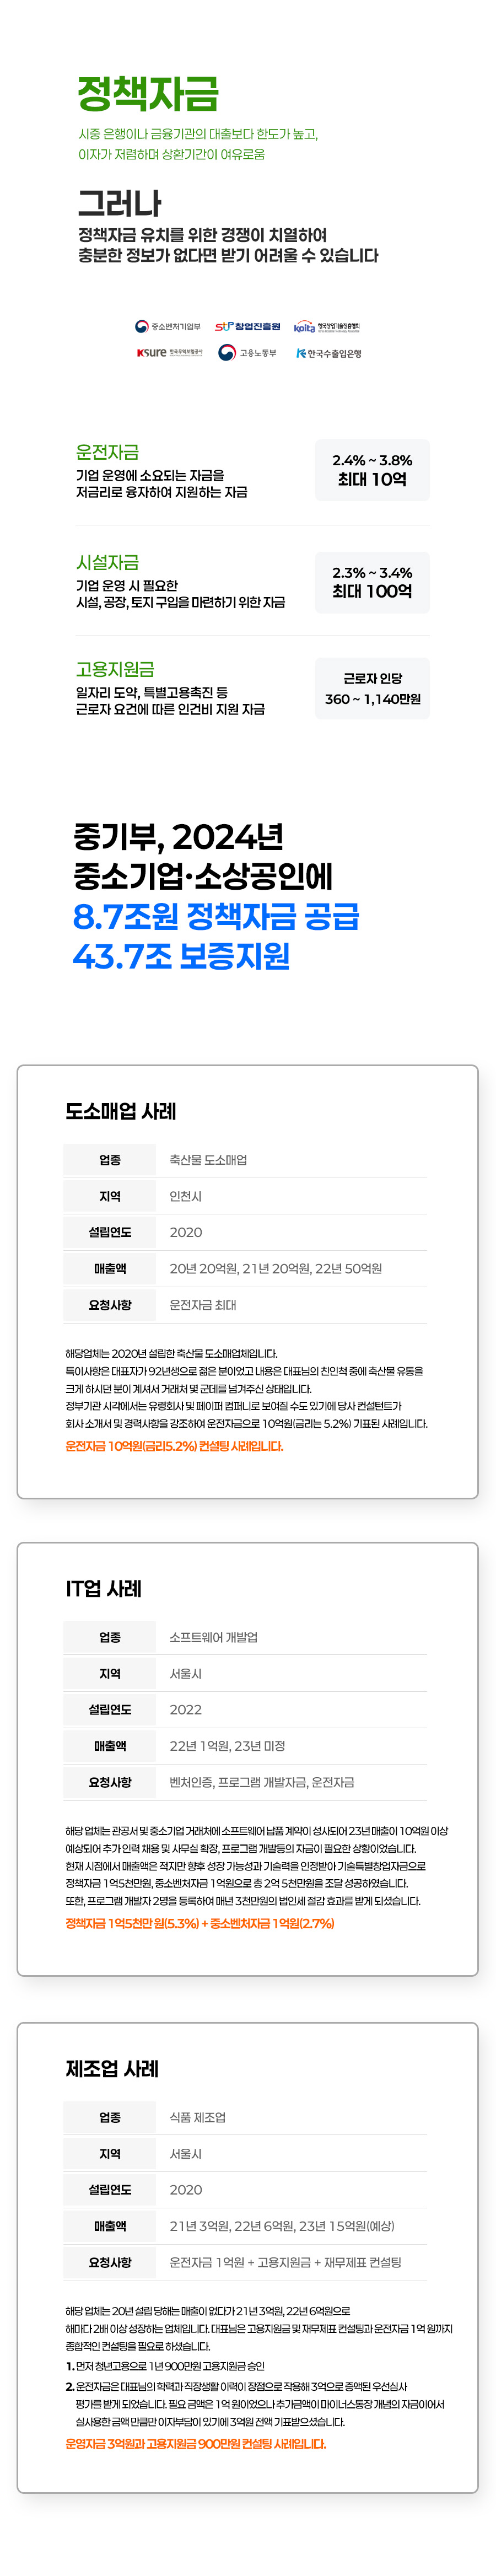 정책자금
시중 은행이나 금융기관의 대출보다 한도가 높고,
이자가 저렴하며 상환기간이 여유로움
그러나
정책자금 유치를 위한 경쟁이 치열하여
충분한 정보가 없다면 받기 어려울 수 있습니다
중소벤처기업부 창업진흥원 koita 한국산업기술진흥협회
Ksure 한국무역보험공사 고용노동부 한국수출입은행
운전자금
기업 운영에 소요되는 자금을
저금리로 융자하여 지원하는 자금
2.4% ~ 3.8%
최대 10억
시설자금
기업 운영 시 필요한
시설, 공장, 토지 구입을 마련하기 위한 자금
2.3% ~ 3.4%
최대 100억
고용지원금
일자리 도약, 특별고용촉진 등
근로자 요건에 따른 인건비 지원 자금
근로자 인당
360 ~ 1,140만원
중기부, 2024년
중소기업·소상공인에
8.7조원 정책자금 공급
43.7조 보증지원
도소매업 사례
업종 축산물 도소매업
지역 인천시
설립연도 2020
매출액 20년 20억원, 21년 20억원, 22년 50억원
요청사항 운전자금 최대
해당업체는 2020년 설립한 축산물 도소매업체입니다.
특이사항은 대표자가 92년생으로 젊은 분이었고 내용은 대표님의 친인척 중에 축산물 유통을
크게 하시던 분이 계셔서 거래처 몇 군데를 넘겨주신 상태입니다.
정부기관 시각에서는 유령회사 및 페이퍼 컴퍼니로 보여질 수도 있기에 당사 컨설턴트가
회사 소개서 및 경력사항을 강조하여 운전자금으로 10억원(금리는 5.2%) 기표된 사례입니다.
운전자금 10억원(금리5.2%) 컨설팅 사례입니다.
IT업 사례
업종 소프트웨어 개발업
지역 서울시
설립연도 2022
매출액 22년 1억원, 23년 미정
요청사항 벤처인증, 프로그램 개발자금, 운전자금
해당 업체는 관공서 및 중소기업 거래처에 소프트웨어 납품 계약이 성사되어 23년 매출이 10억원 이상
예상되어 추가 인력 채용 및 사무실 확장, 프로그램 개발등의 자금이 필요한 상황이었습니다.
현재 시점에서 매출액은 적지만 향후 성장 가능성과 기술력을 인정받아 기술특별창업자금으로
정책자금 1억5천만원, 중소벤처자금 1억원으로 총 2억 5천만원을 조달 성공하였습니다.
또한, 프로그램 개발자 2명을 등록하여 매년 3천만원의 법인세 절감 효과를 받게 되셨습니다.
정책자금 1억5천만 원(5.3%) + 중소벤처자금 1억원(2.7%)
제조업 사례
업종 식품 제조업
지역 서울시
설립연도 2020
매출액 21년 3억원, 22년 6억원, 23년 15억원(예상)
요청사항 운전자금 1억원 + 고용지원금 + 재무제표 컨설팅
해당 업체는 20년 설립 당해는 매출이 없다가 21년 3억원, 22년 6억원으로
해마다 2배 이상 성장하는 업체입니다. 대표님은 고용지원금 및 재무제표 컨설팅과 운전자금 1억 원까지
종합적인 컨설팅을 필요로 하셨습니다.
1. 먼저 청년고용으로 1년 900만원 고용지원금 승인
2. 운전자금은 대표님의 학력과 직장생활 이력이 장점으로 작용해 3억으로 증액된 우선심사
평가를 받게 되었습니다. 필요 금액은 1억 원이었으나 추가금액이 마이너스통장 개념의 자금이어서
실사용한 금액 만큼만 이자부담이 있기에 3억원 전액 기표받으셨습니다.
운영자금 3억원과 고용지원금 900만원 컨설팅 사례입니다.